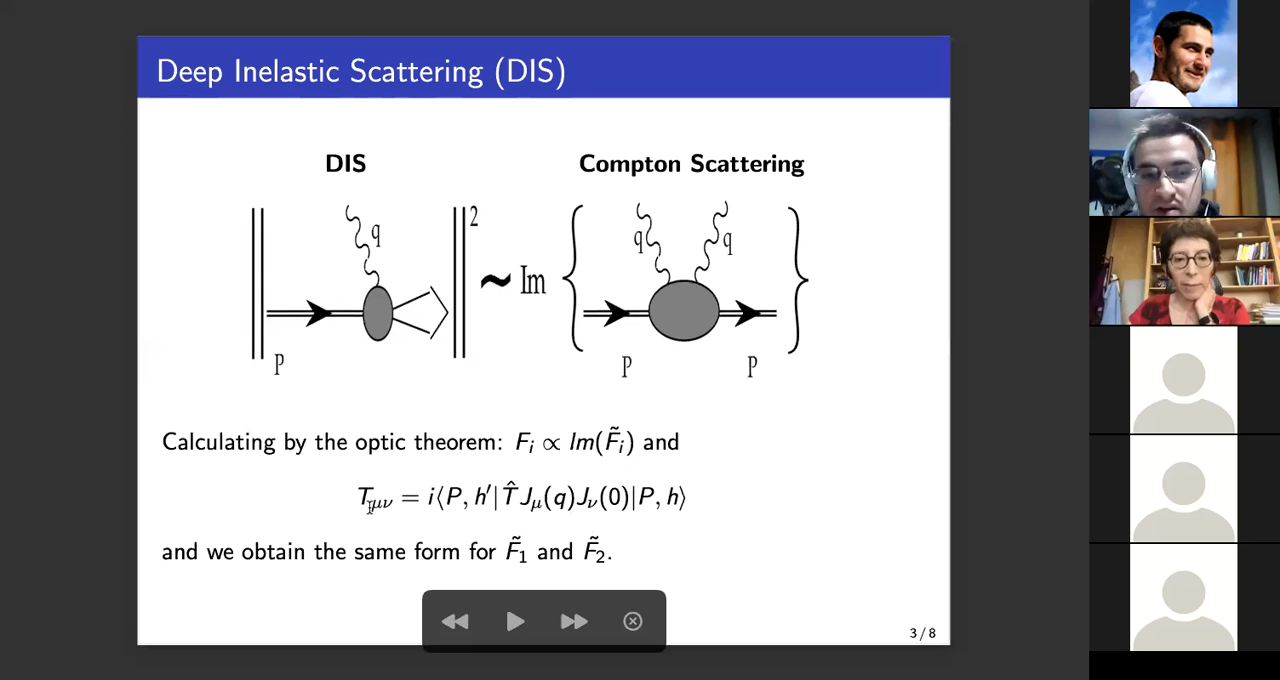 Deep Inelastic Scattering (DIS)
DIS
Compton Scattering
q
2
P
~ Im
q
q
P
P
Calculating by the optic theorem: F_i ∝ Im(F̃_i) and
T_μν = i⟨P, h′|T̂ J_μ(q)J_ν(0)|P, h⟩
and we obtain the same form for F̃_1 and F̃_2.
3 / 8